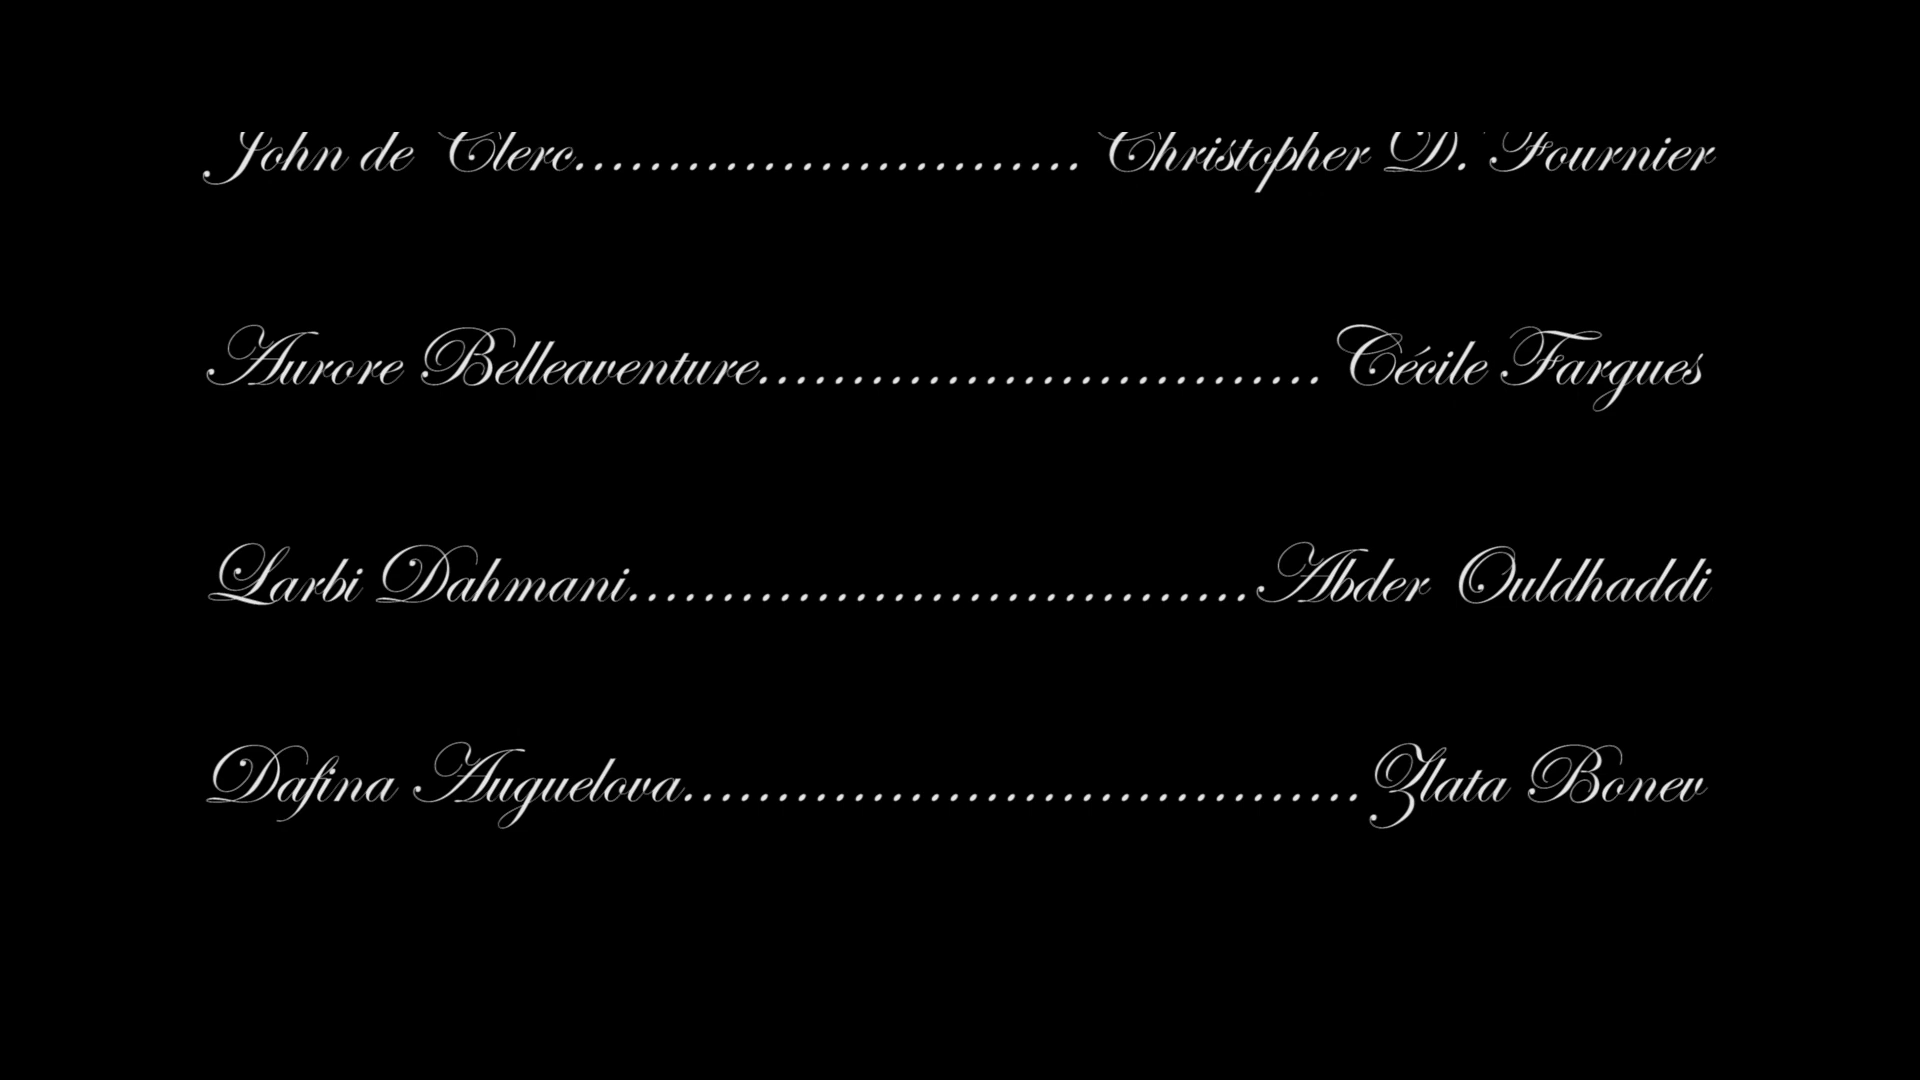 John de Clerc........................... Christopher D. Fournier
Aurore Belleaventure.............................. Cécile Fargues
Larbi Dahmani.................................Abder Ouldhaddi
Dafina Auguelova....................................Zlata Bonev